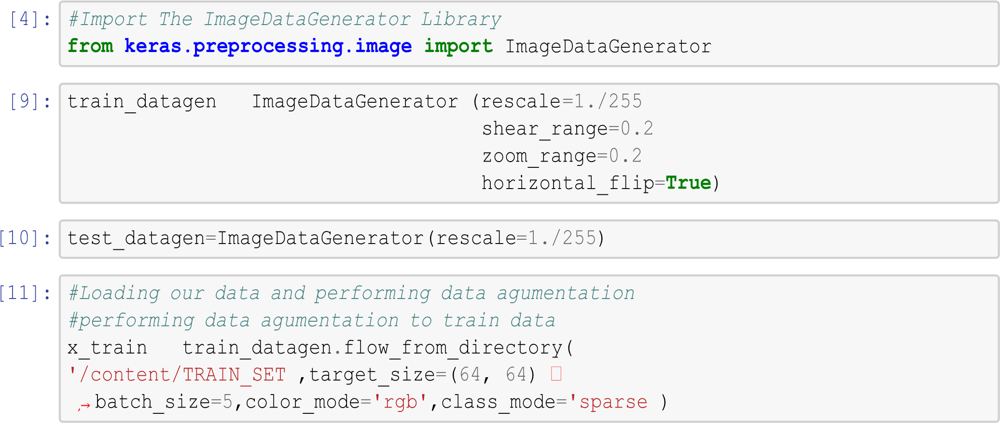 [4]: #Import The ImageDataGenerator Library
from keras.preprocessing.image import ImageDataGenerator
[9]: train_datagen   ImageDataGenerator (rescale=1./255
shear_range=0.2
zoom_range=0.2
horizontal_flip=True)
[10]: test_datagen=ImageDataGenerator(rescale=1./255)
[11]: #Loading our data and performing data agumentation
#performing data agumentation to train data
x_train   train_datagen.flow_from_directory(
'/content/TRAIN_SET ,target_size=(64, 64) □
,→batch_size=5,color_mode='rgb',class_mode='sparse )